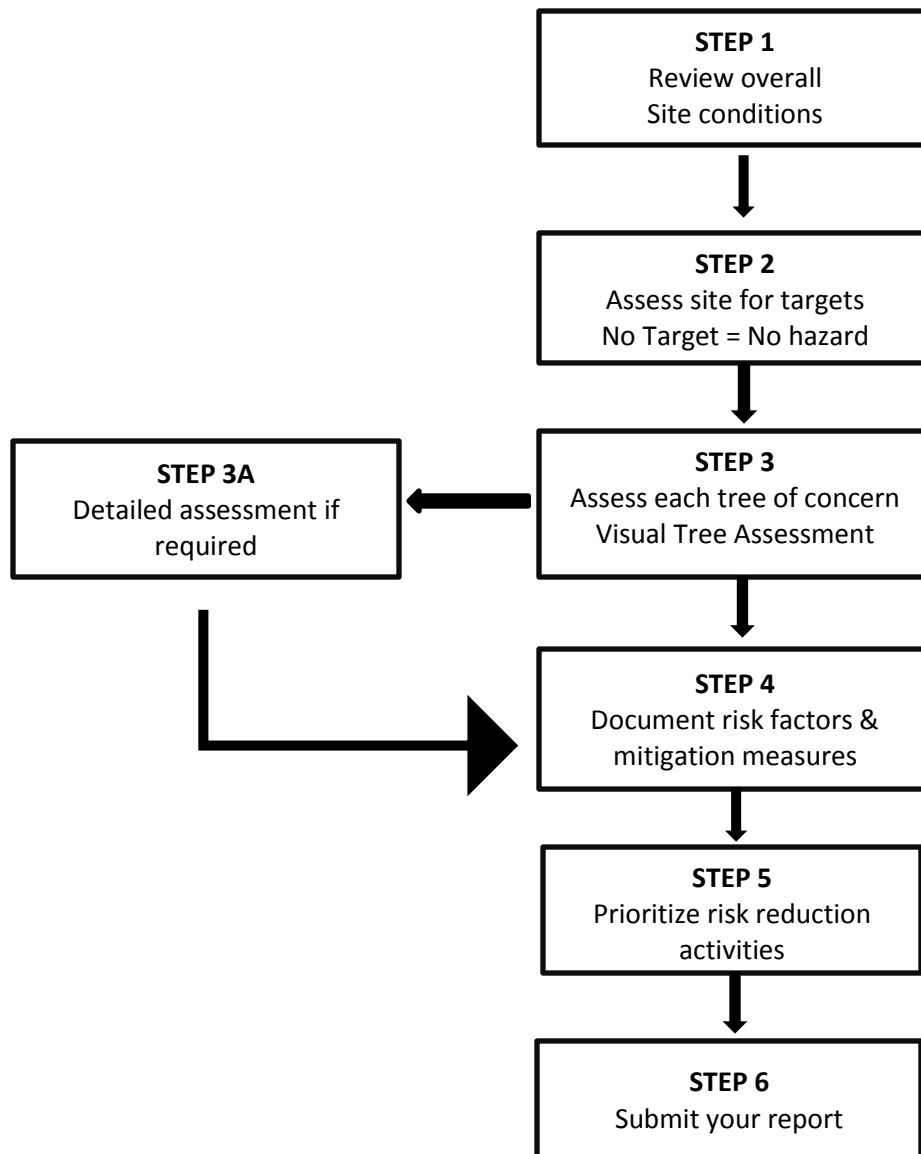 STEP 1
Review overall
Site conditions
STEP 2
Assess site for targets
No Target = No hazard
STEP 3
Assess each tree of concern
Visual Tree Assessment
STEP 3A
Detailed assessment if
required
STEP 4
Document risk factors &
mitigation measures
STEP 5
Prioritize risk reduction
activities
STEP 6
Submit your report